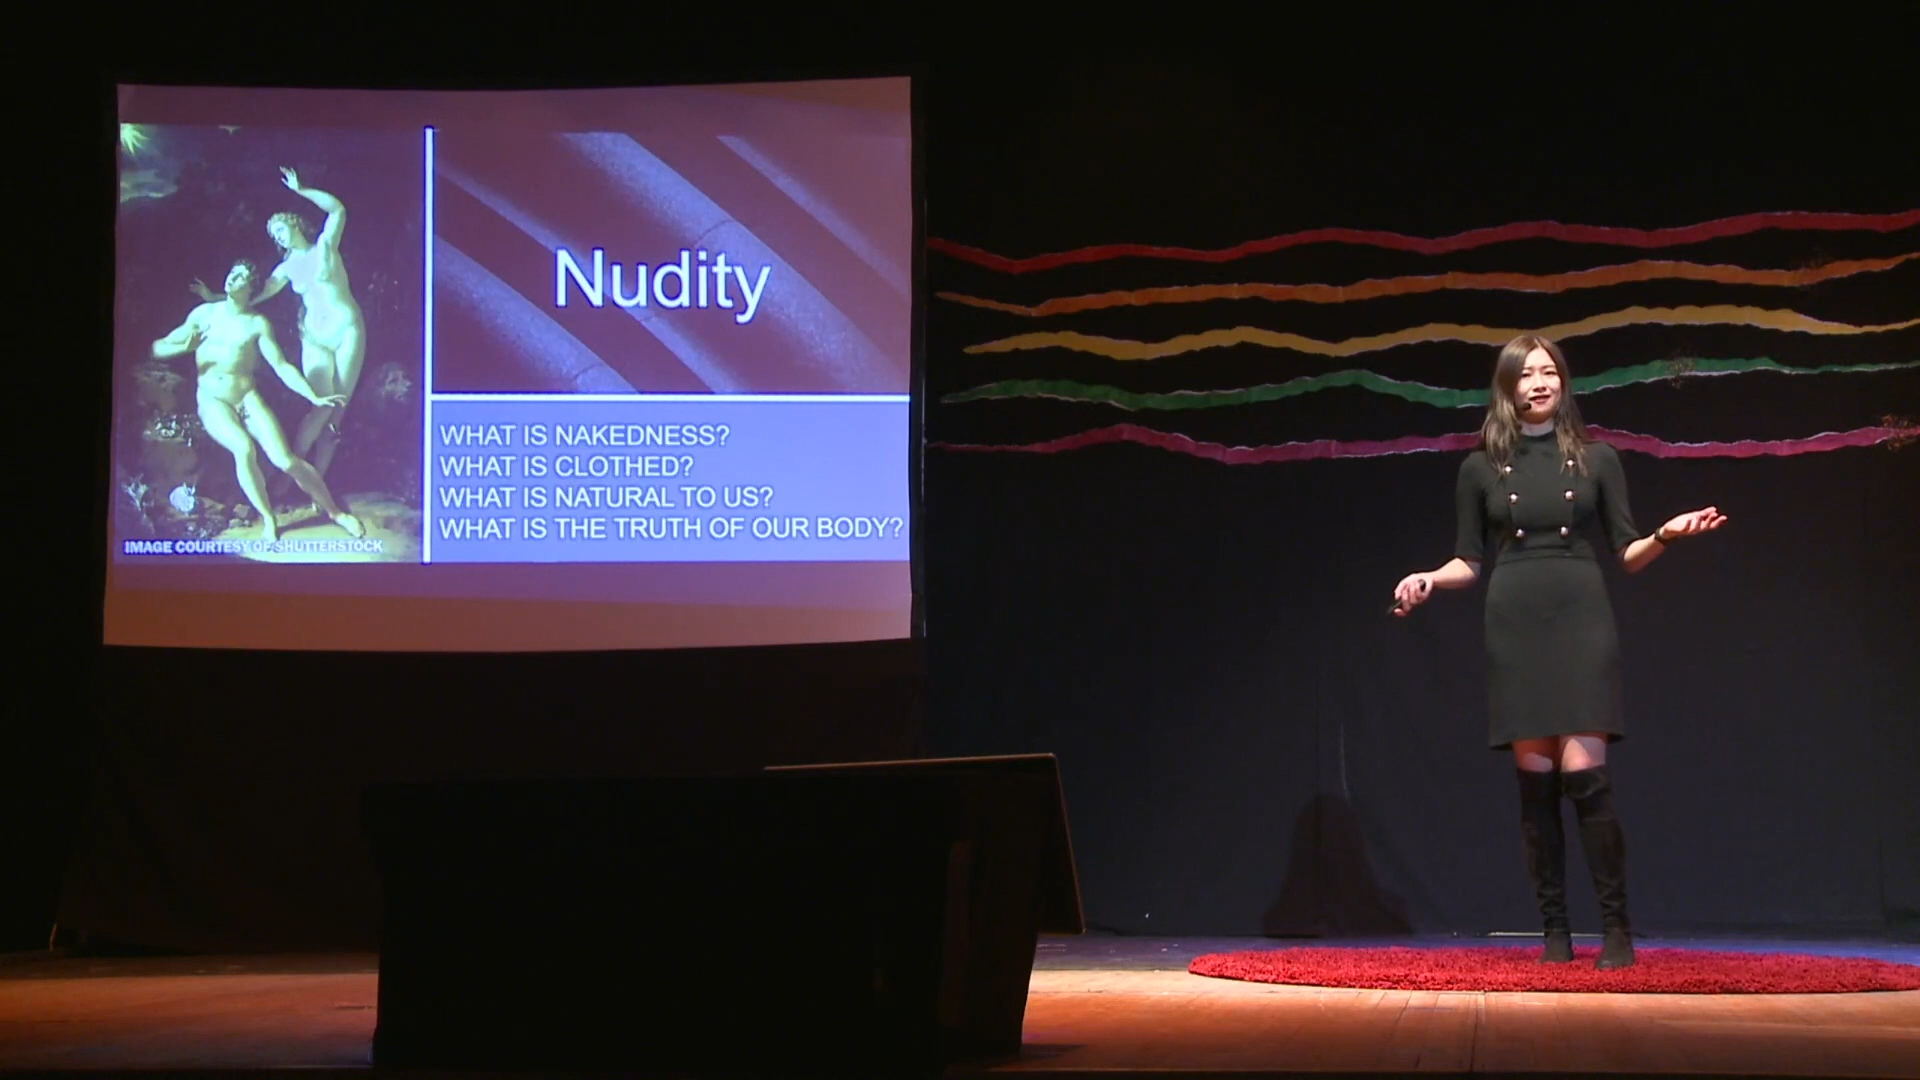 Nudity
WHAT IS NAKEDNESS?
WHAT IS CLOTHED?
WHAT IS NATURAL TO US?
WHAT IS THE TRUTH OF OUR BODY?
IMAGE COURTESY OF SHUTTERSTOCK